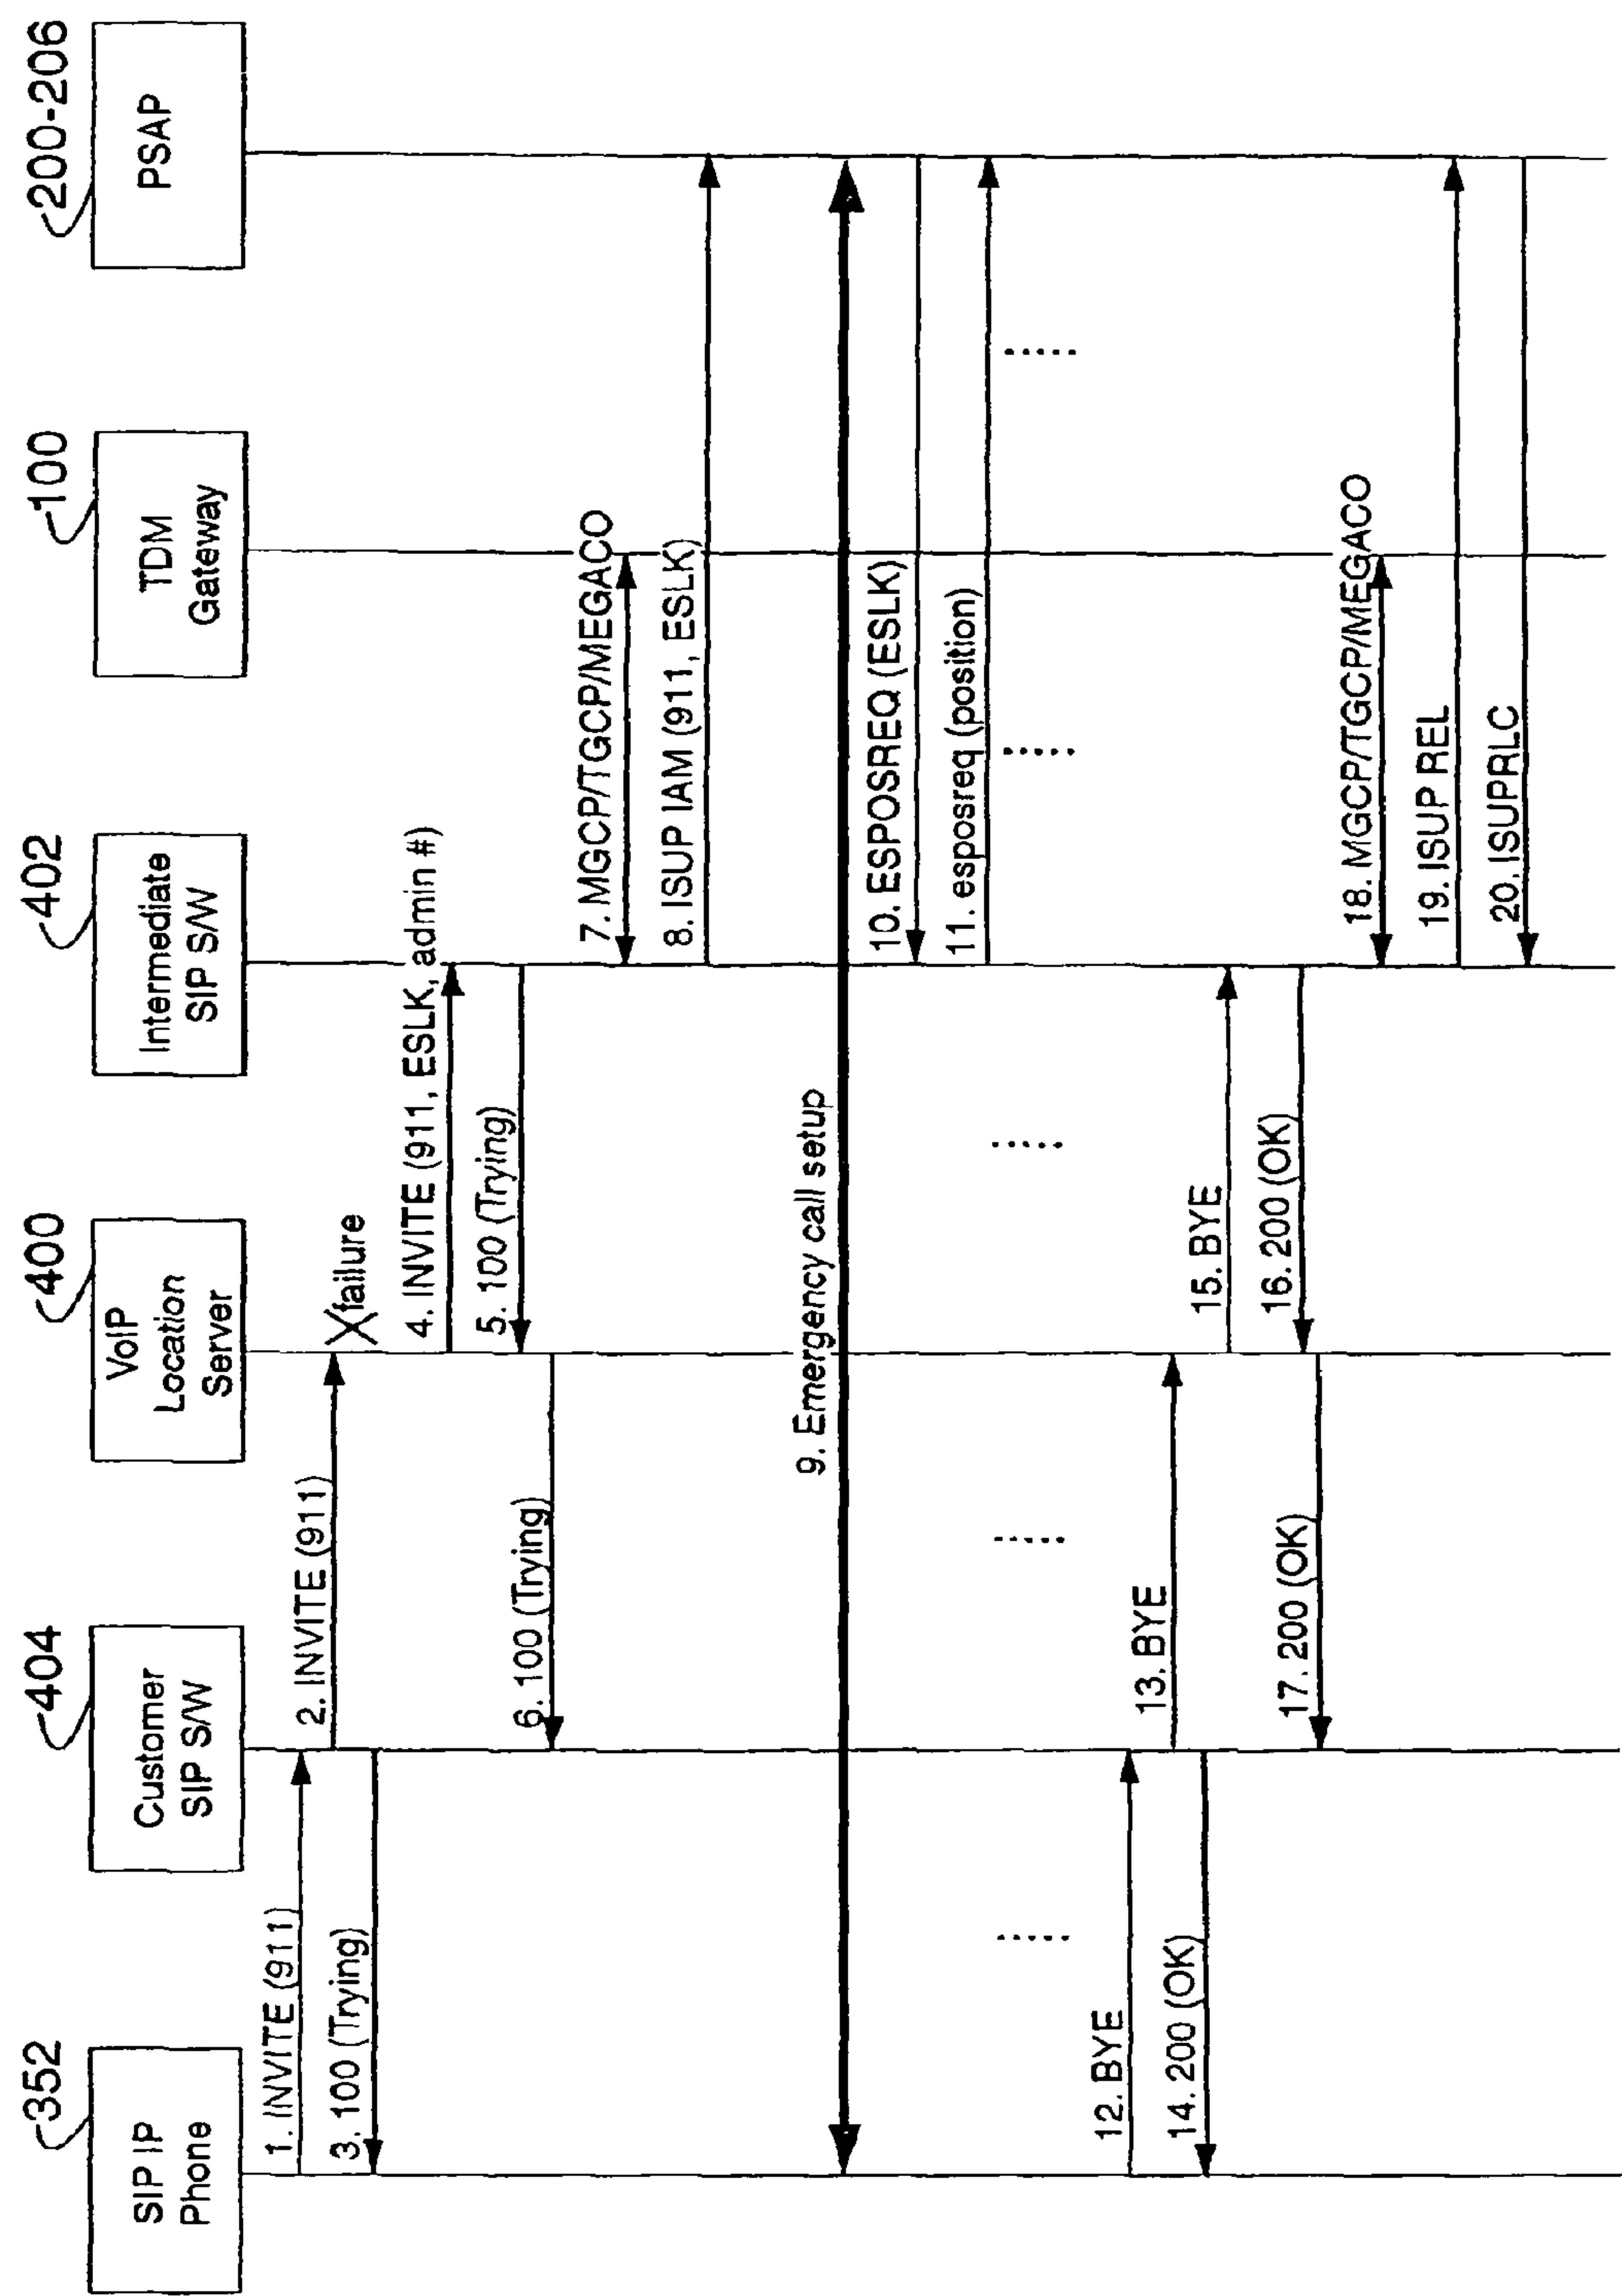 352
SIP IP
Phone
404
Customer
SIP S/W
400
VoIP
Location
Server
402
Intermediate
SIP S/W
100
TDM
Gateway
200-206
PSAP
1. INVITE (911)
2. INVITE (911)
failure
3. 100 (Trying)
4. INVITE (911, ESLK, admin #)
5. 100 (Trying)
6. 100 (Trying)
7. MGCP/TGCP/MEGACO
8. ISUP IAM (911, ESLK)
9. Emergency call setup
10. ESPOSREQ (ESLK)
11. esposreq (position)
.....
.....
.....
.....
.....
12. BYE
13. BYE
14. 200 (OK)
15. BYE
16. 200 (OK)
17. 200 (OK)
18. MGCP/TGCP/MEGACO
19. ISUP REL
20. ISUPRLC